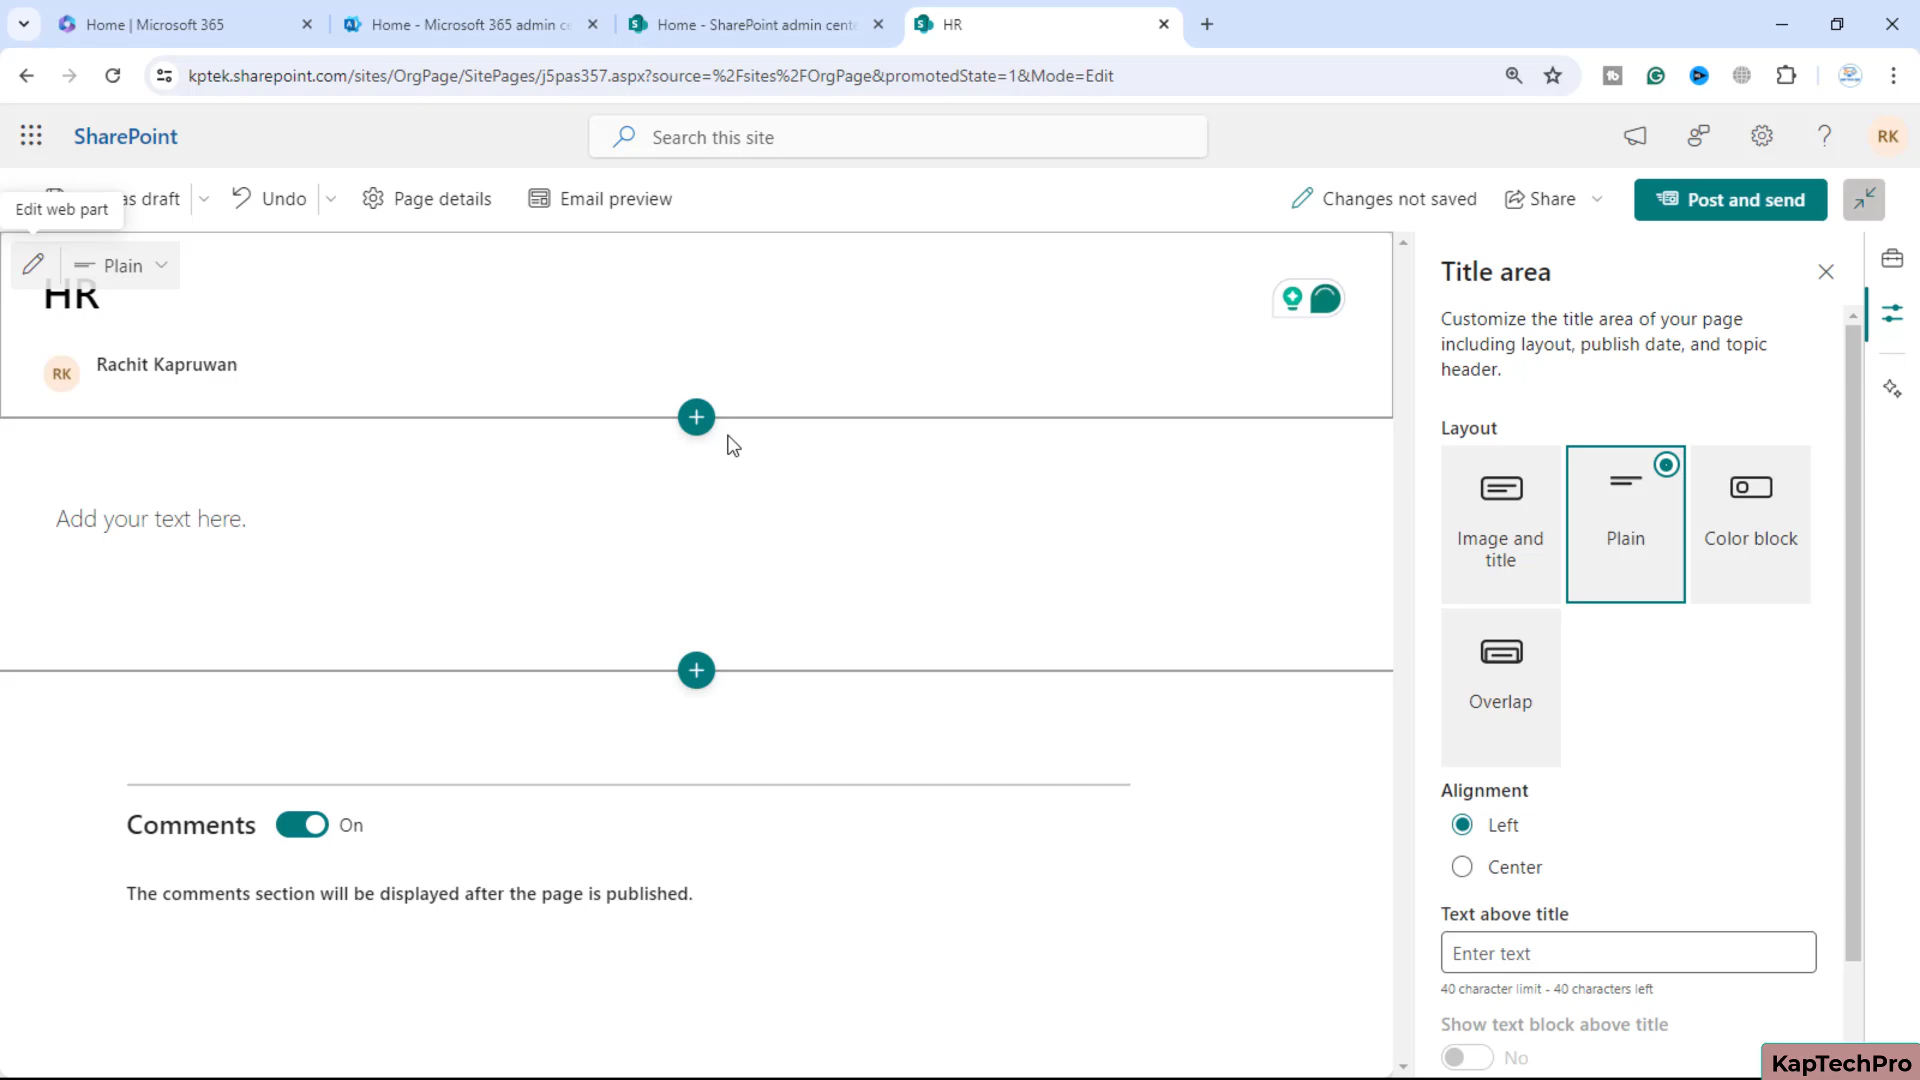 Home | Microsoft 365
Home - Microsoft 365 admin ce
Home - SharePoint admin cente
HR
kptek.sharepoint.com/sites/OrgPage/SitePages/j5pas357.aspx?source=%2Fsites%2FOrgPage&promotedState=1&Mode=Edit
SharePoint
Search this site
RK
as draft
Undo
Page details
Email preview
Changes not saved
Share
Post and send
Edit web part
Plain
HR
RK
Rachit Kapruwan
Add your text here.
Comments
On
The comments section will be displayed after the page is published.
Title area
Customize the title area of your page
including layout, publish date, and topic
header.
Layout
Image and
title
Plain
Color block
Overlap
Alignment
Left
Center
Text above title
Enter text
40 character limit - 40 characters left
Show text block above title
No
KapTechPro